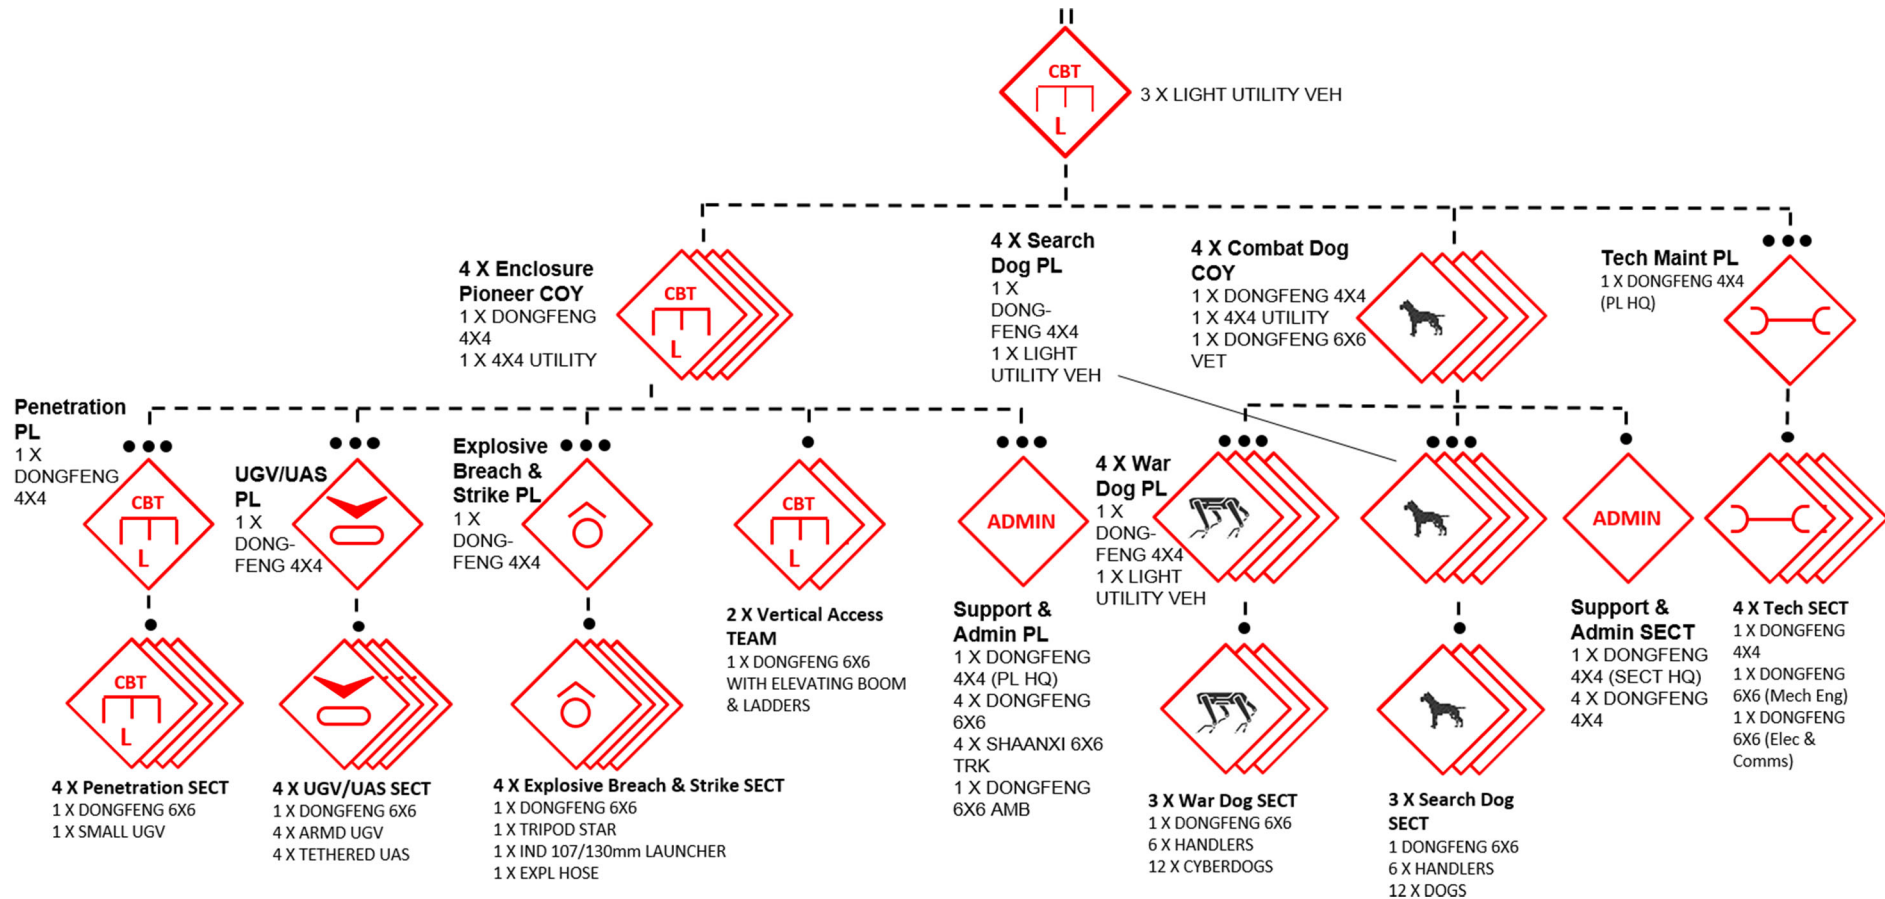 CBT
L
3 X LIGHT UTILITY VEH
4 X Enclosure
Pioneer COY
1 X DONGFENG
4X4
1 X 4X4 UTILITY
CBT
L
4 X Search
Dog PL
1 X
DONG-
FENG 4X4
1 X LIGHT
UTILITY VEH
4 X Combat Dog
COY
1 X DONGFENG 4X4
1 X 4X4 UTILITY
1 X DONGFENG 6X6
VET
Tech Maint PL
1 X DONGFENG 4X4
(PL HQ)
Penetration
PL
1 X
DONGFENG
4X4
CBT
L
UGV/UAS
PL
1 X
DONG-
FENG 4X4
Explosive
Breach &
Strike PL
1 X
DONG-
FENG 4X4
CBT
L
2 X Vertical Access
TEAM
1 X DONGFENG 6X6
WITH ELEVATING BOOM
& LADDERS
ADMIN
Support &
Admin PL
1 X DONGFENG
4X4 (PL HQ)
4 X DONGFENG
6X6
4 X SHAANXI 6X6
TRK
1 X DONGFENG
6X6 AMB
4 X War
Dog PL
1 X
DONG-
FENG 4X4
1 X LIGHT
UTILITY VEH
ADMIN
Support &
Admin SECT
1 X DONGFENG
4X4 (SECT HQ)
4 X DONGFENG
4X4
4 X Tech SECT
1 X DONGFENG
4X4
1 X DONGFENG
6X6 (Mech Eng)
1 X DONGFENG
6X6 (Elec &
Comms)
CBT
L
4 X Penetration SECT
1 X DONGFENG 6X6
1 X SMALL UGV
4 X UGV/UAS SECT
1 X DONGFENG 6X6
4 X ARMD UGV
4 X TETHERED UAS
4 X Explosive Breach & Strike SECT
1 X DONGFENG 6X6
1 X TRIPOD STAR
1 X IND 107/130mm LAUNCHER
1 X EXPL HOSE
3 X War Dog SECT
1 X DONGFENG 6X6
6 X HANDLERS
12 X CYBERDOGS
3 X Search Dog
SECT
1 DONGFENG 6X6
6 X HANDLERS
12 X DOGS